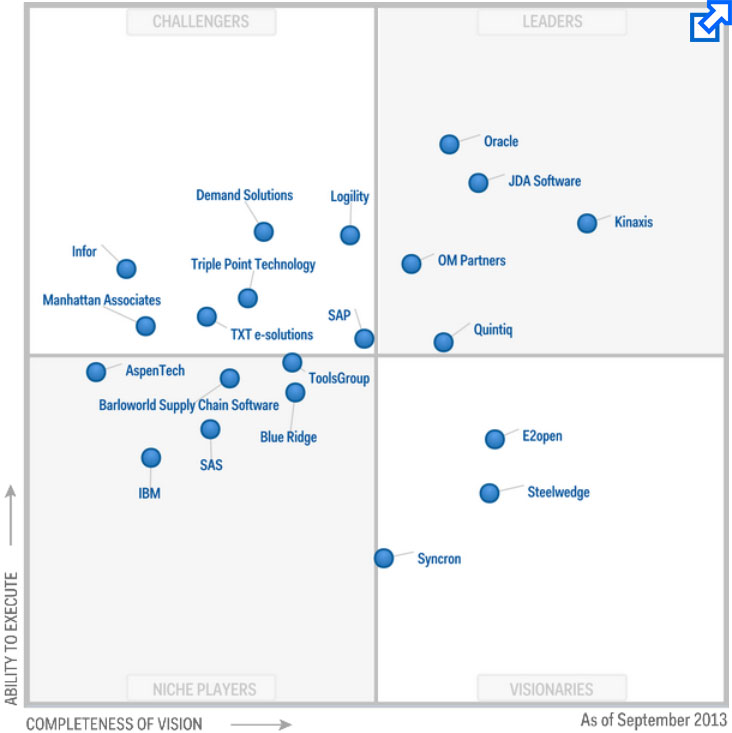 CHALLENGERS
LEADERS
Oracle
JDA Software
Demand Solutions
Logility
Kinaxis
Infor
Triple Point Technology
OM Partners
Manhattan Associates
SAP
TXT e-solutions
Quintiq
AspenTech
ToolsGroup
Barloworld Supply Chain Software
Blue Ridge
E2open
SAS
IBM
Steelwedge
Syncron
ABILITY TO EXECUTE
NICHE PLAYERS
VISIONARIES
COMPLETENESS OF VISION
As of September 2013